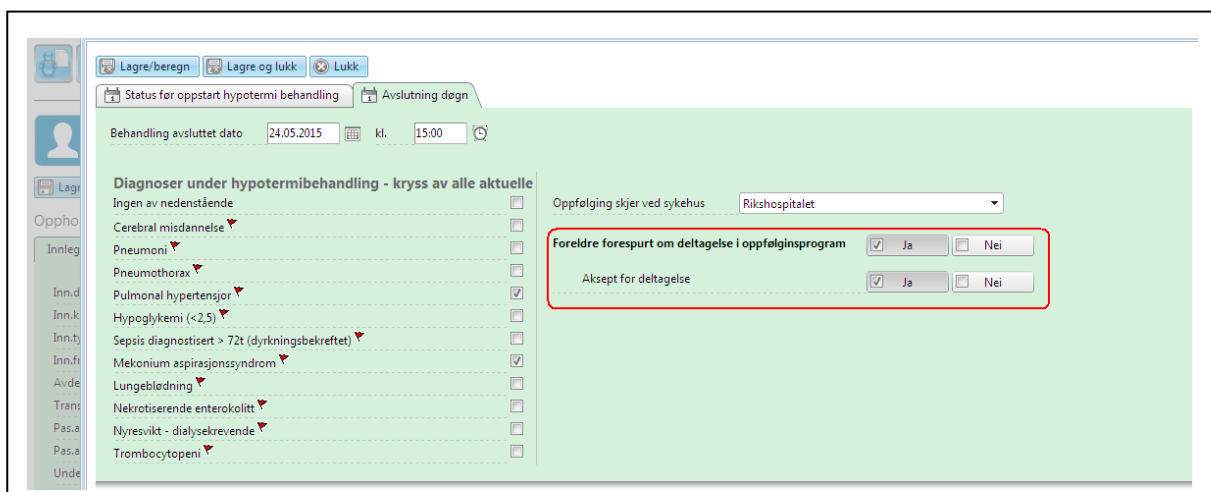 Lagre/beregn Lagre og lukk Lukk
Status før oppstart hypotermi behandling Avslutning døgn
Behandling avsluttet dato 24.05.2015 kl. 15:00
Diagnoser under hypotermibehandling - kryss av alle aktuelle
Ingen av nedenstående
Cerebral misdannelse
Pneumoni
Pneumothorax
Pulmonal hypertensjor
Hypoglykemi (<2,5)
Sepsis diagnostisert > 72t (dyrkningsbekreftet)
Mekonium aspirasjonssyndrom
Lungeblødning
Nekrotiserende enterokolitt
Nyresvikt - dialysekrevende
Trombocytopeni
Oppfølging skjer ved sykehus Rikshospitalet
Foreldre forespurt om deltagelse i oppfølginsprogram Ja Nei
Aksept for deltagelse Ja Nei
Lagr
Oppho
Innleg
Inn.d
Inn.k
Inn.ty
Inn.fr
Avde
Trans
Pas.a
Pas.a
Unde